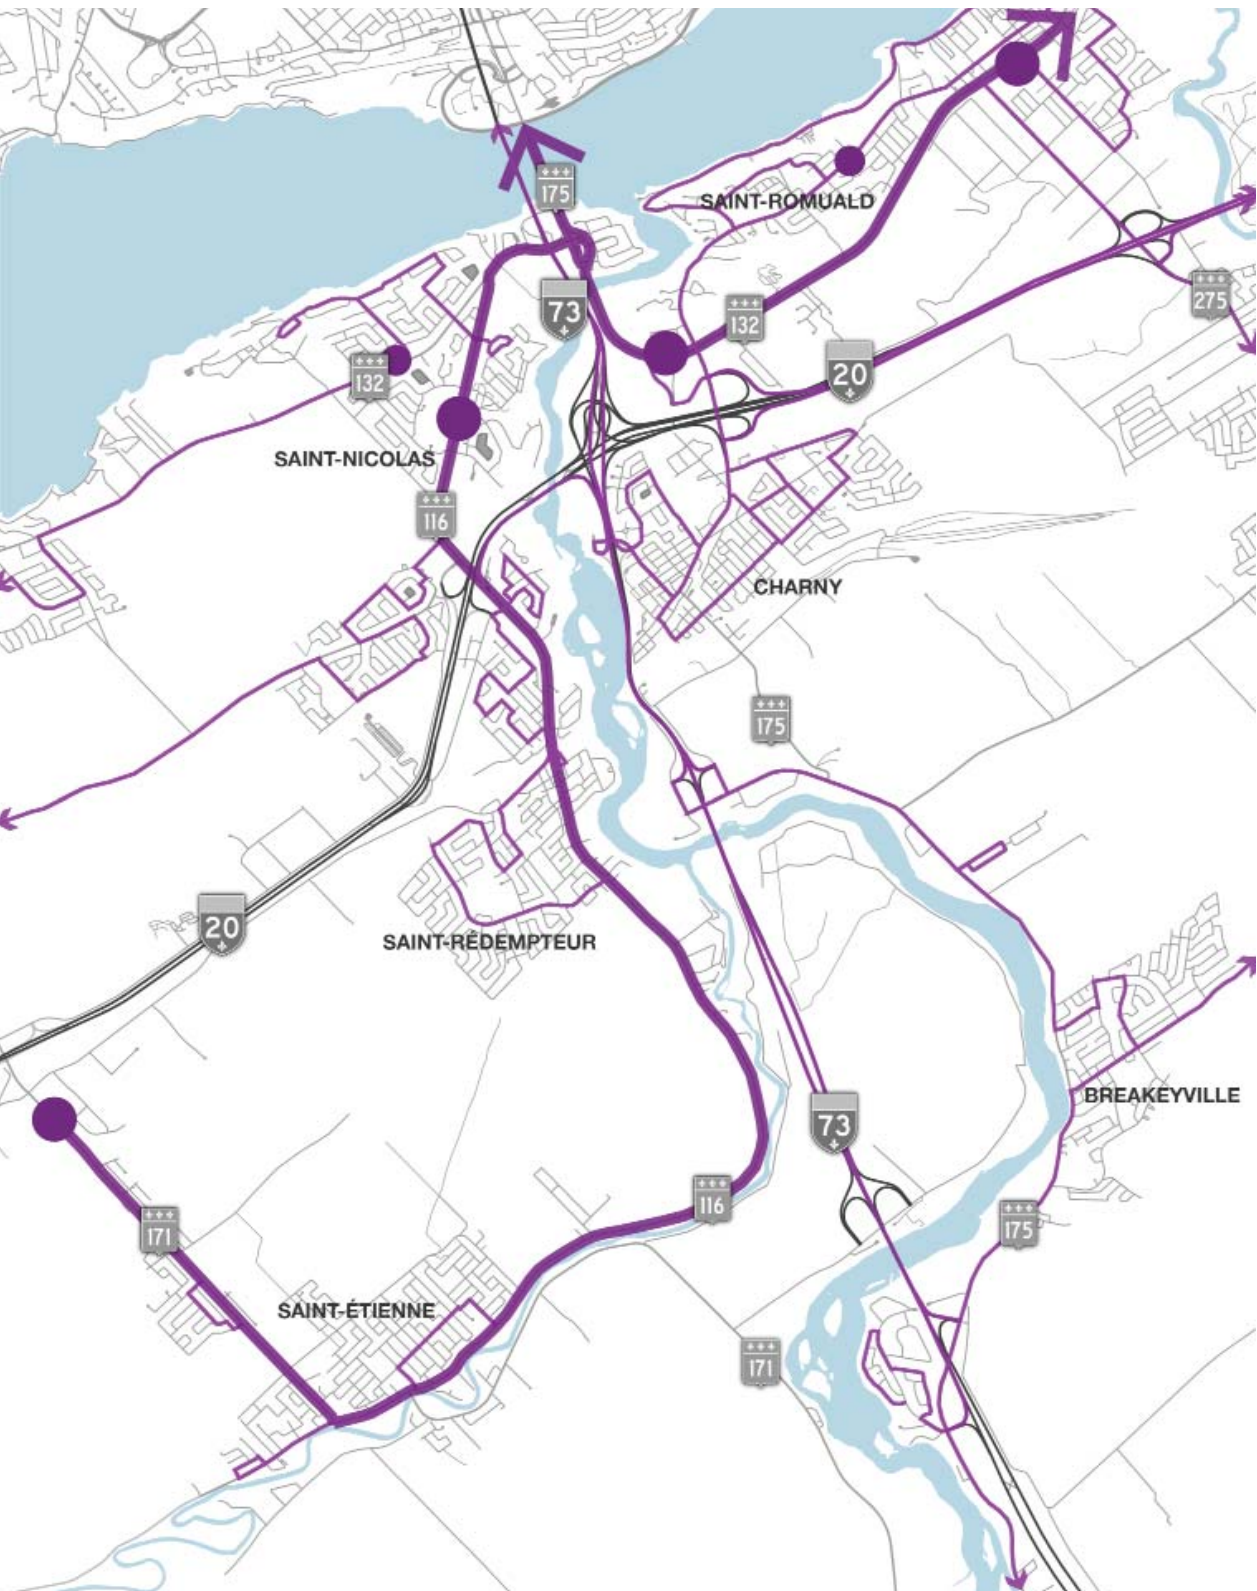 175
SAINT-ROMUALD
275
73
132
20
132
SAINT-NICOLAS
116
CHARNY
175
20
SAINT-RÉDEMPTEUR
BREAKEYVILLE
73
116
175
171
SAINT-ÉTIENNE
171